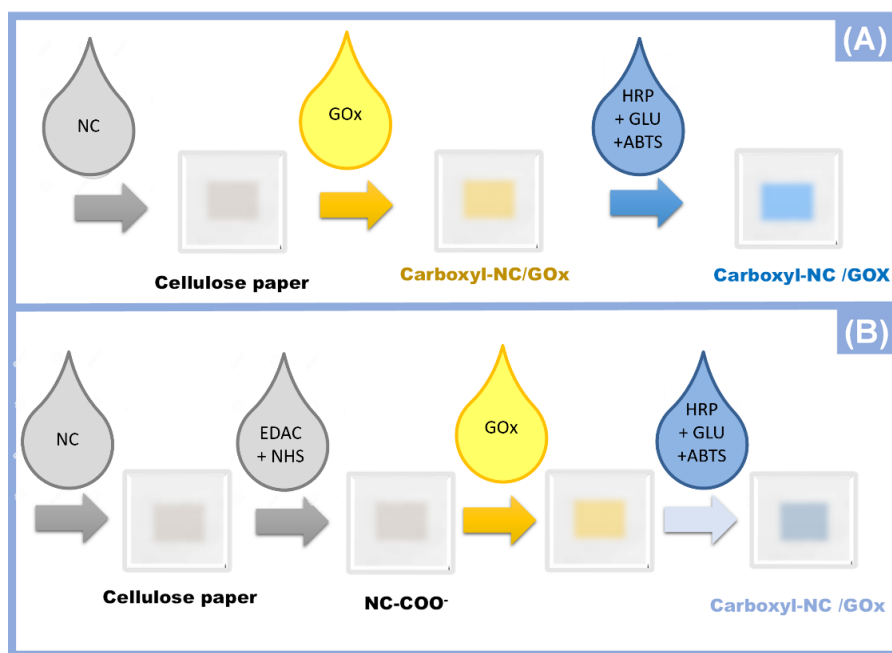 (A)
NC
GOx
HRP
+ GLU
+ABTS
Cellulose paper
Carboxyl-NC/GOx
Carboxyl-NC /GOX
(B)
NC
EDAC
+ NHS
GOx
HRP
+ GLU
+ABTS
Cellulose paper
NC-COO⁻
Carboxyl-NC /GOx